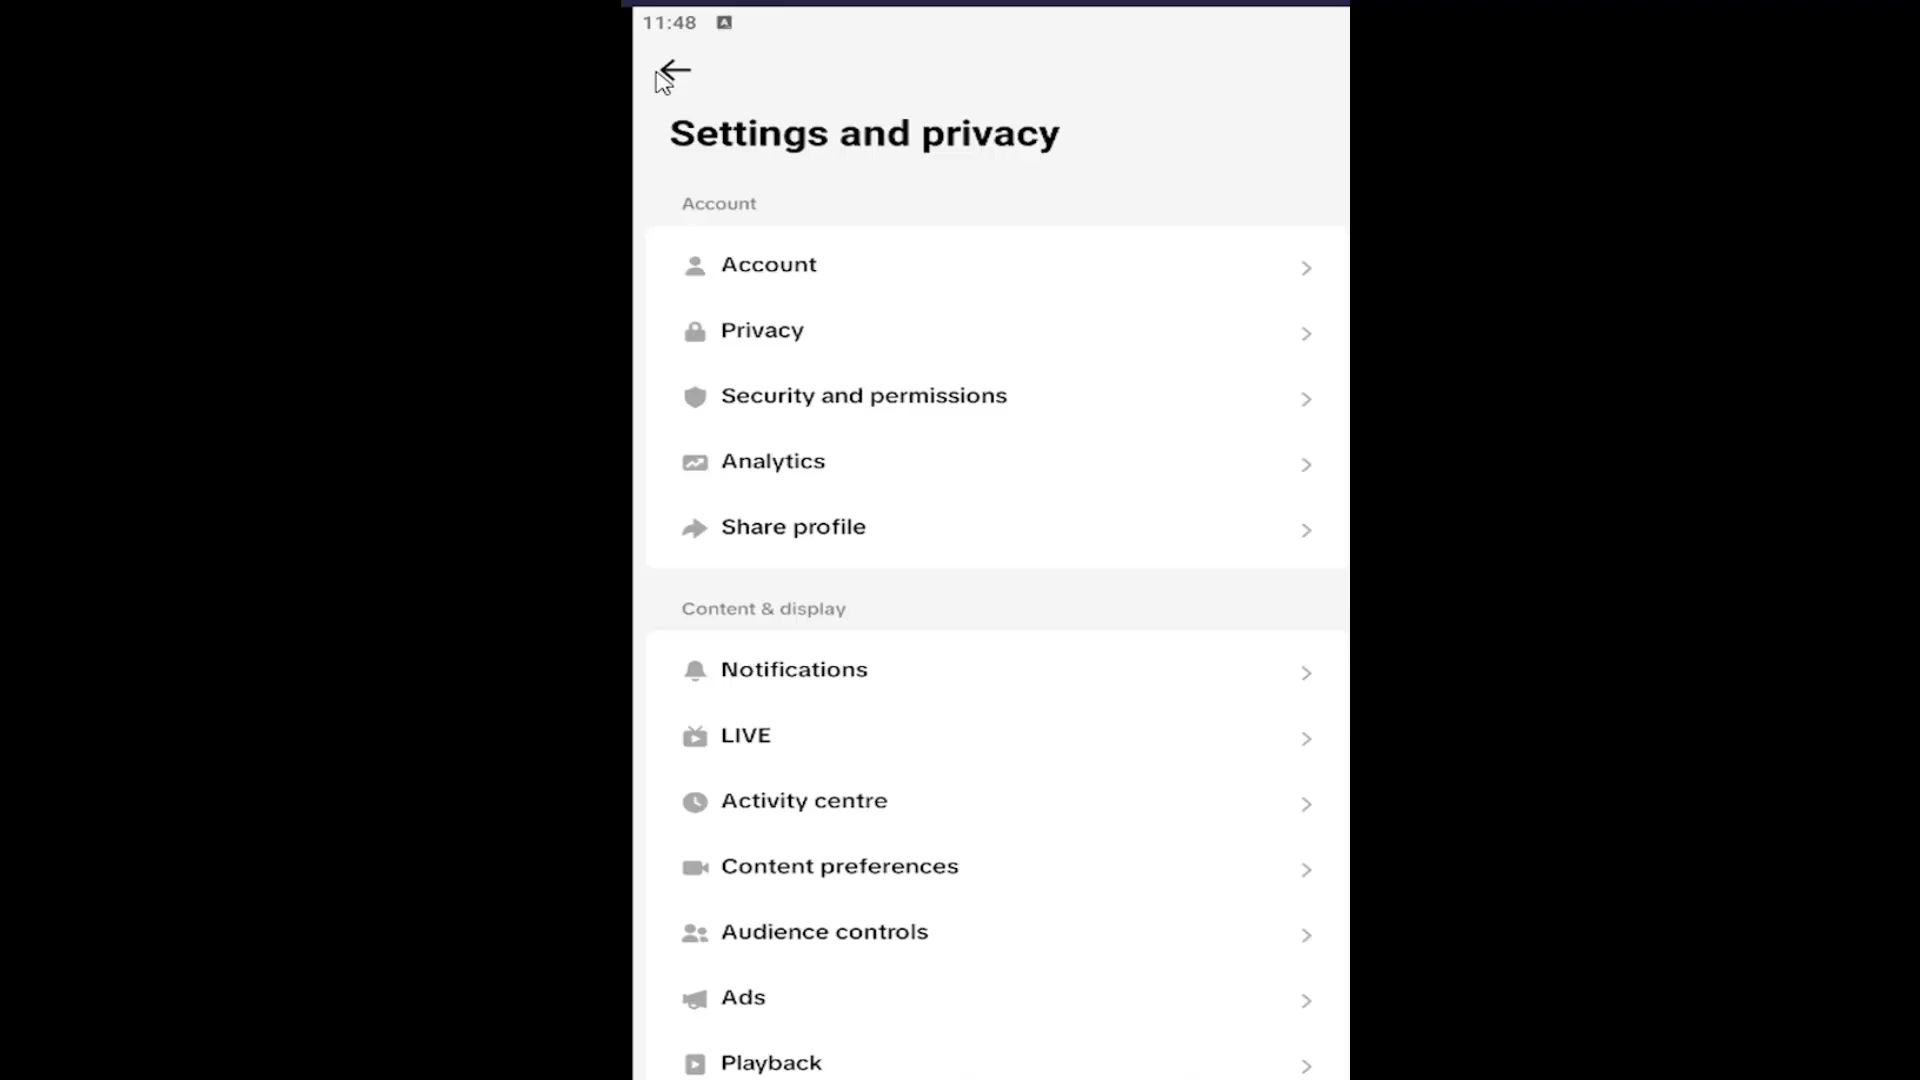 11:48
Settings and privacy
Account
Account
Privacy
Security and permissions
Analytics
Share profile
Content & display
Notifications
LIVE
Activity centre
Content preferences
Audience controls
Ads
Playback